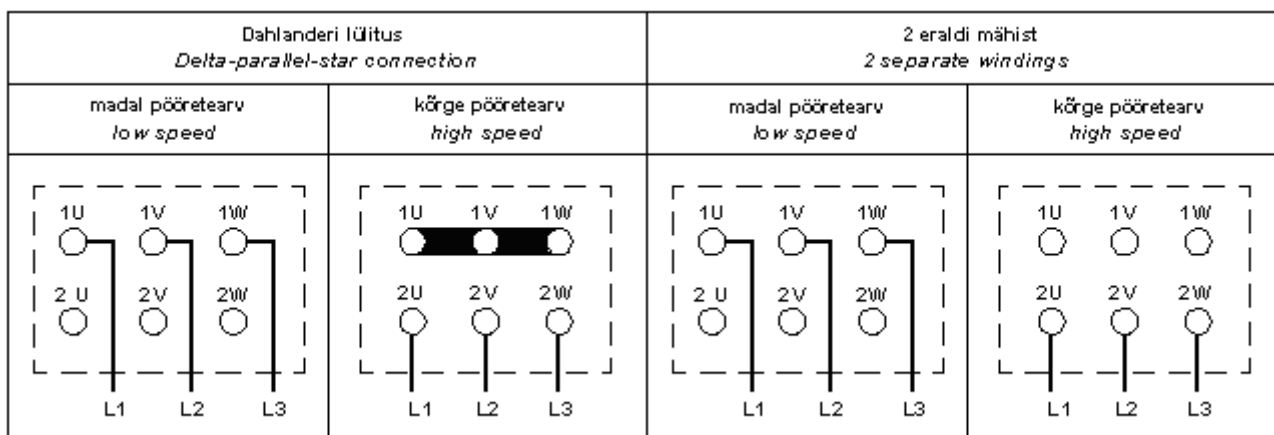 Dahlanderi lülitus
Delta-parallel-star connection
2 eraldi mähist
2 separate windings
madal pööretearv
low speed
kõrge pööretearv
high speed
madal pööretearv
low speed
kõrge pööretearv
high speed
1U 1V 1W
2 U 2V 2W
L1 L2 L3
1U 1V 1W
2U 2V 2W
L1 L2 L3
1U 1V 1W
2 U 2V 2W
L1 L2 L3
1U 1V 1W
2U 2V 2W
L1 L2 L3